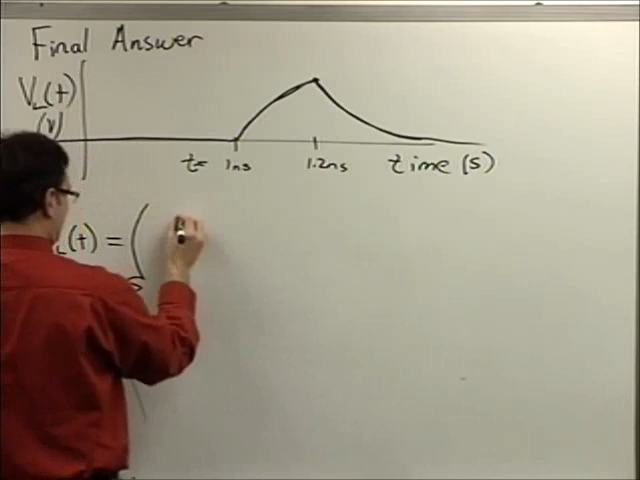 Final Answer
V_L(t)
(V)
t= 1ns 1.2ns time (s)
L(t) = (